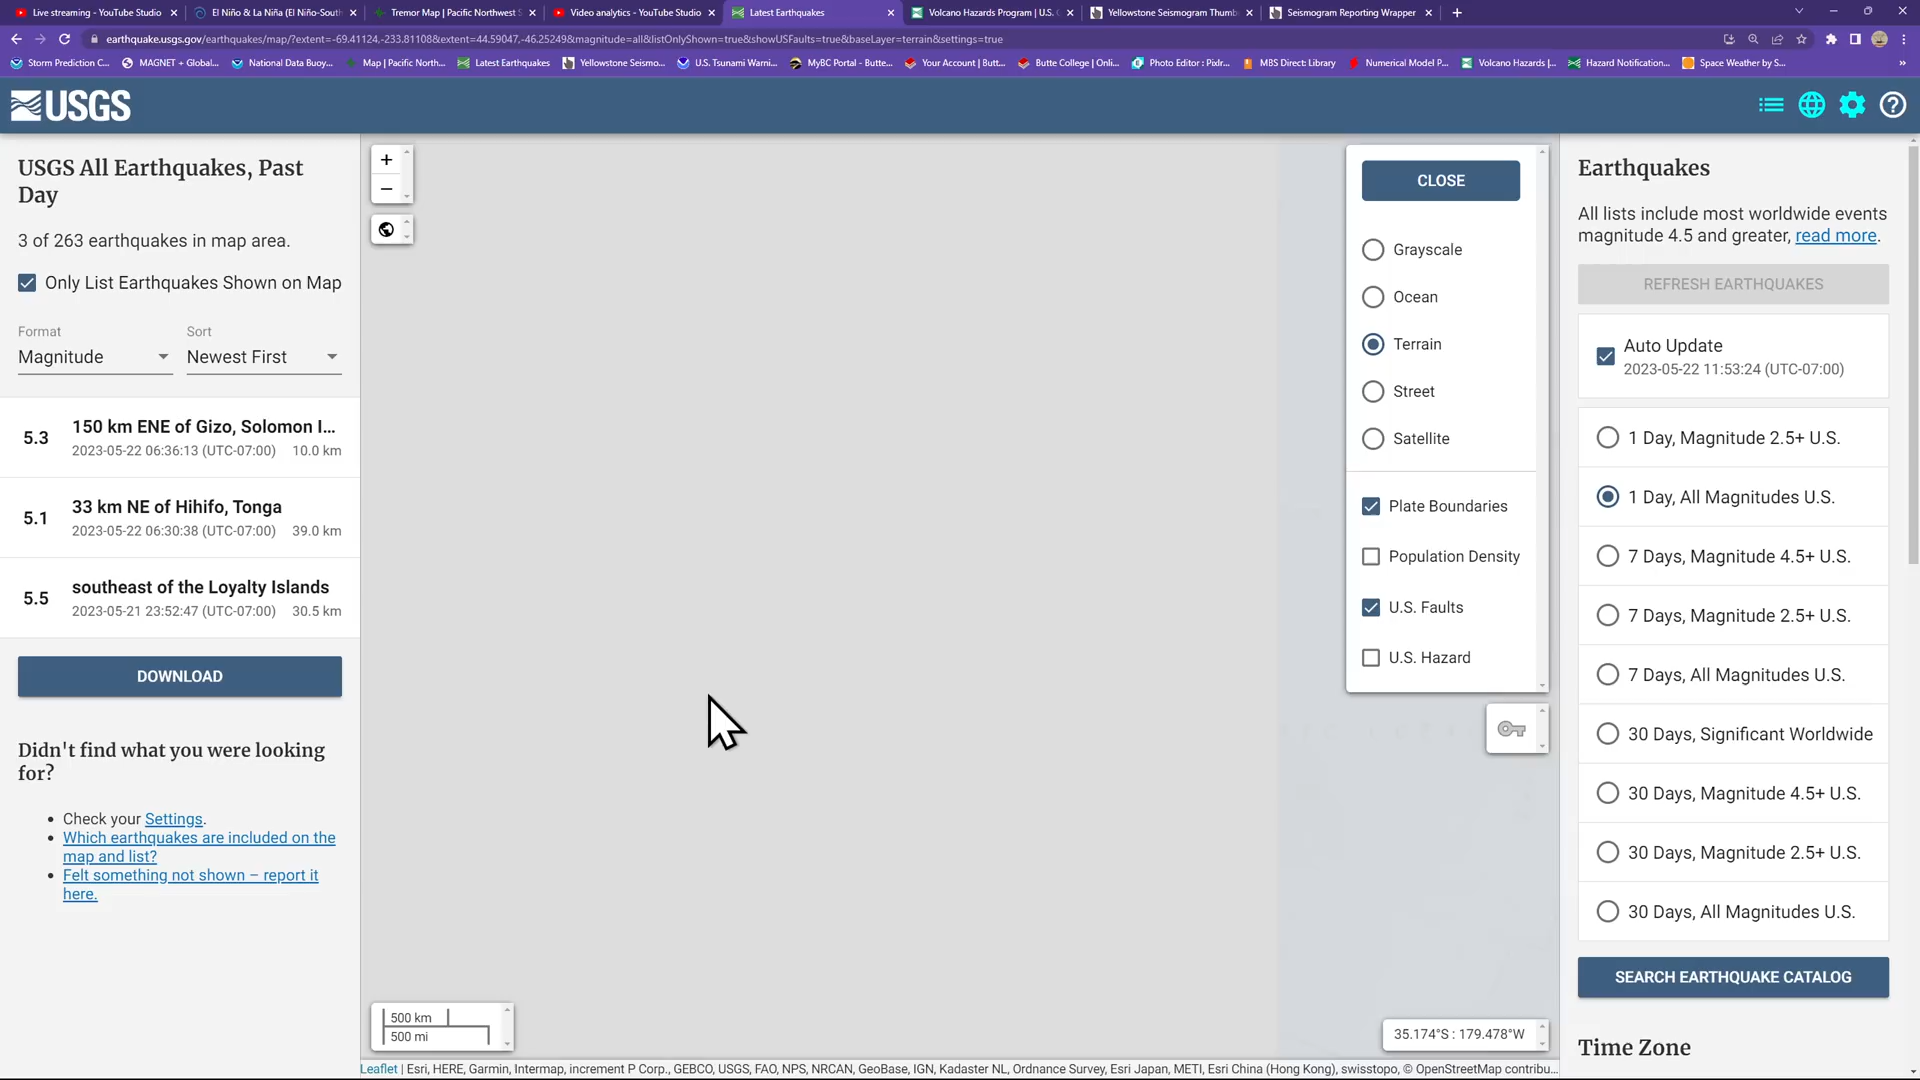 Live streaming - YouTube Studio
El Niño & La Niña (El Niño-South
Tremor Map | Pacific Northwest S
Video analytics - YouTube Studio
Latest Earthquakes
Volcano Hazards Program | U.S. G
Yellowstone Seismogram Thumb
Seismogram Reporting Wrapper
earthquake.usgs.gov/earthquakes/map/?extent=-69.41124,-233.81108&extent=44.59047,-46.25249&magnitude=all&listOnlyShown=true&showUSFaults=true&baseLayer=terrain&settings=true
Storm Prediction C...
MAGNET + Global...
National Data Buoy...
Map | Pacific North...
Latest Earthquakes
Yellowstone Seismo...
U.S. Tsunami Warni...
MyBC Portal - Butte...
Your Account | Butt...
Butte College | Onli...
Photo Editor : Pixlr...
MBS Direct: Library
Numerical Model P...
Volcano Hazards |...
Hazard Notification...
Space Weather by S...
USGS
USGS All Earthquakes, Past
Day
3 of 263 earthquakes in map area.
Only List Earthquakes Shown on Map
Format
Sort
Magnitude
Newest First
5.3
150 km ENE of Gizo, Solomon I...
2023-05-22 06:36:13 (UTC-07:00) 10.0 km
5.1
33 km NE of Hihifo, Tonga
2023-05-22 06:30:38 (UTC-07:00) 39.0 km
5.5
southeast of the Loyalty Islands
2023-05-21 23:52:47 (UTC-07:00) 30.5 km
DOWNLOAD
Didn't find what you were looking
for?
Check your Settings.
Which earthquakes are included on the
map and list?
Felt something not shown – report it
here.
+
−
500 km
500 mi
CLOSE
Grayscale
Ocean
Terrain
Street
Satellite
Plate Boundaries
Population Density
U.S. Faults
U.S. Hazard
35.174°S : 179.478°W
Leaflet | Esri, HERE, Garmin, Intermap, increment P Corp., GEBCO, USGS, FAO, NPS, NRCAN, GeoBase, IGN, Kadaster NL, Ordnance Survey, Esri Japan, METI, Esri China (Hong Kong), swisstopo, © OpenStreetMap contribu...
Earthquakes
All lists include most worldwide events
magnitude 4.5 and greater, read more.
REFRESH EARTHQUAKES
Auto Update
2023-05-22 11:53:24 (UTC-07:00)
1 Day, Magnitude 2.5+ U.S.
1 Day, All Magnitudes U.S.
7 Days, Magnitude 4.5+ U.S.
7 Days, Magnitude 2.5+ U.S.
7 Days, All Magnitudes U.S.
30 Days, Significant Worldwide
30 Days, Magnitude 4.5+ U.S.
30 Days, Magnitude 2.5+ U.S.
30 Days, All Magnitudes U.S.
SEARCH EARTHQUAKE CATALOG
Time Zone